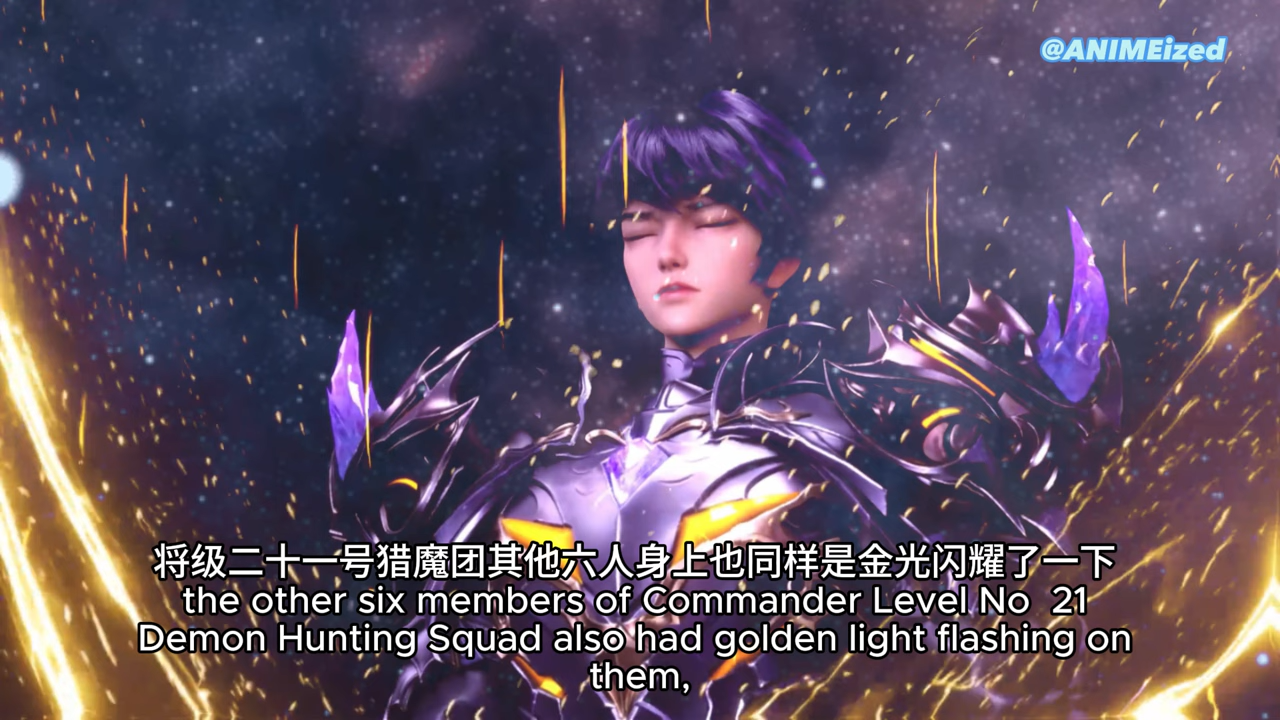 @ANIMEized
将级二十一号猎魔团其他六人身上也同样是金光闪耀了一下
the other six members of Commander Level No 21
Demon Hunting Squad also had golden light flashing on
them,